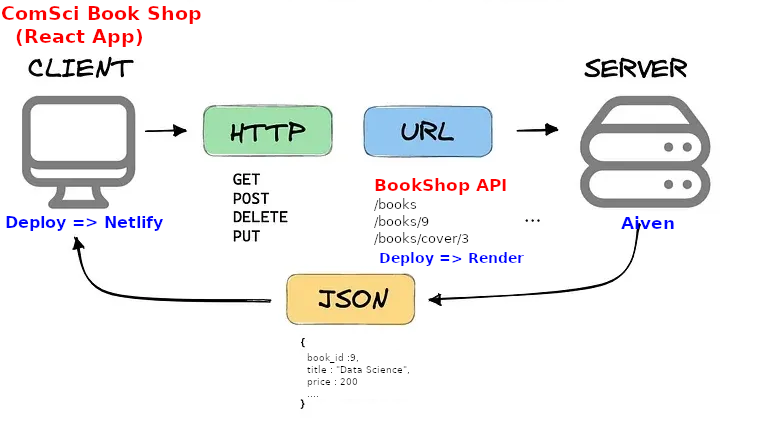 ComSci Book Shop
(React App)
CLIENT
SERVER
HTTP
URL
GET
POST
DELETE
PUT
BookShop API
/books
/books/9
/books/cover/3
...
Deploy => Netlify
Deploy => Render
Aiven
JSON
{
book_id :9,
title : "Data Science",
price : 200
....
}